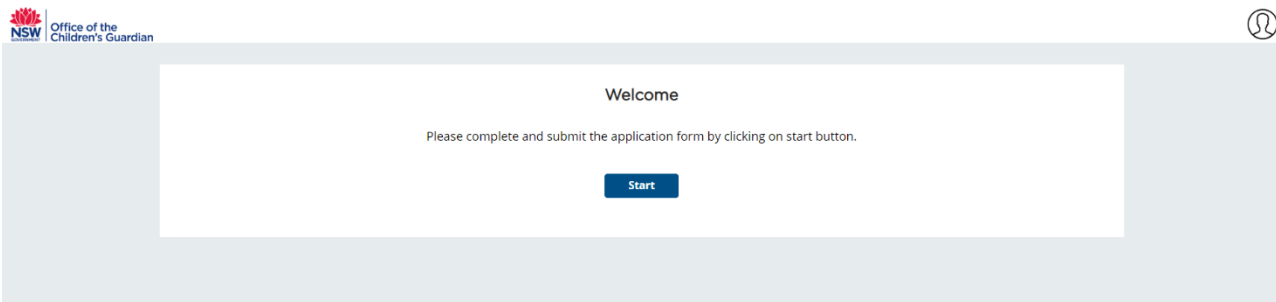 NSW
GOVERNMENT
Office of the
Children's Guardian
Welcome
Please complete and submit the application form by clicking on start button.
Start